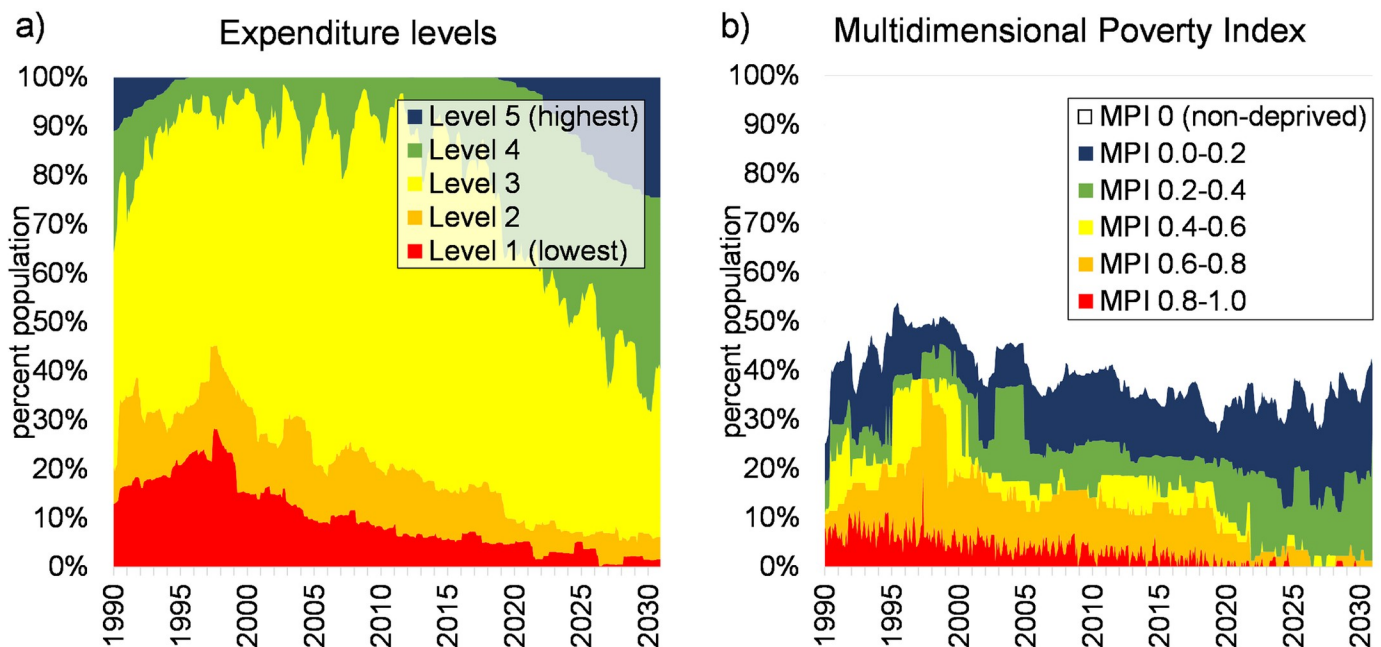 a)
Expenditure levels
percent population
100%
90%
80%
70%
60%
50%
40%
30%
20%
10%
0%
Level 5 (highest)
Level 4
Level 3
Level 2
Level 1 (lowest)
1990
1995
2000
2005
2010
2015
2020
2025
2030
b)
Multidimensional Poverty Index
percent population
100%
90%
80%
70%
60%
50%
40%
30%
20%
10%
0%
MPI 0 (non-deprived)
MPI 0.0-0.2
MPI 0.2-0.4
MPI 0.4-0.6
MPI 0.6-0.8
MPI 0.8-1.0
1990
1995
2000
2005
2010
2015
2020
2025
2030